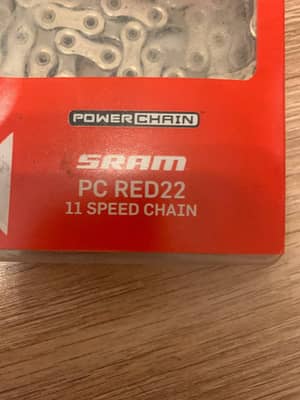 POWERCHAIN
SRAM
PC RED22
11 SPEED CHAIN